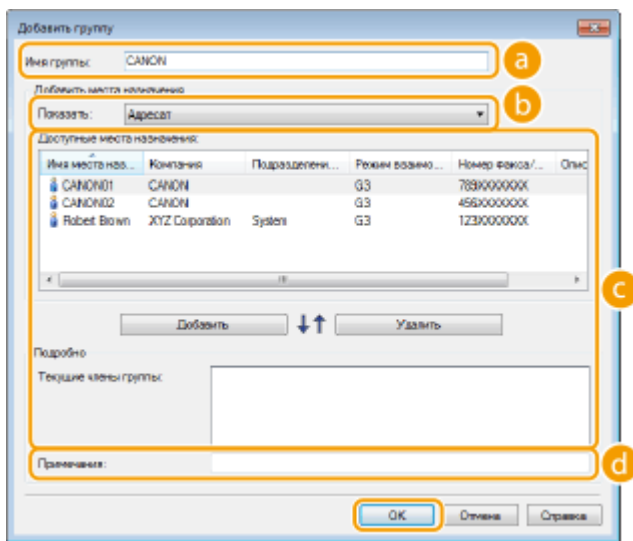 Добавить группу
Имя группы: CANON a
Добавить места назначения
b
Показать: Адресат
Доступные места назначения:
Имя места наз... Компания Подразделени... Режим взаимо... Номер факса/... Опис
CANON01 CANON G3 789XXXXXXX
CANON02 CANON G3 456XXXXXXX
Robert Brown XYZ Corporation System G3 123XXXXXXX
c
Добавить Удалить
Подробно
Текущие члены группы:
Примечания: d
OK Отмена Справка